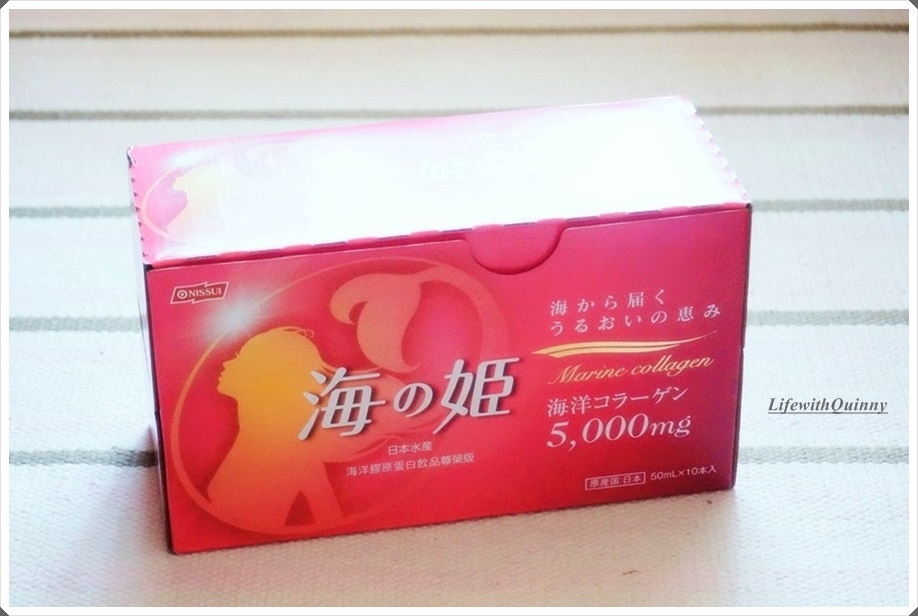 NISSUI
海から届く
うるおいの恵み
Marine collagen
海の姫
海洋コラーゲン
5,000mg
日本水産
海洋膠原蛋白飲品尊榮版
原産国:日本 50mL×10本入
LifewithQuinny